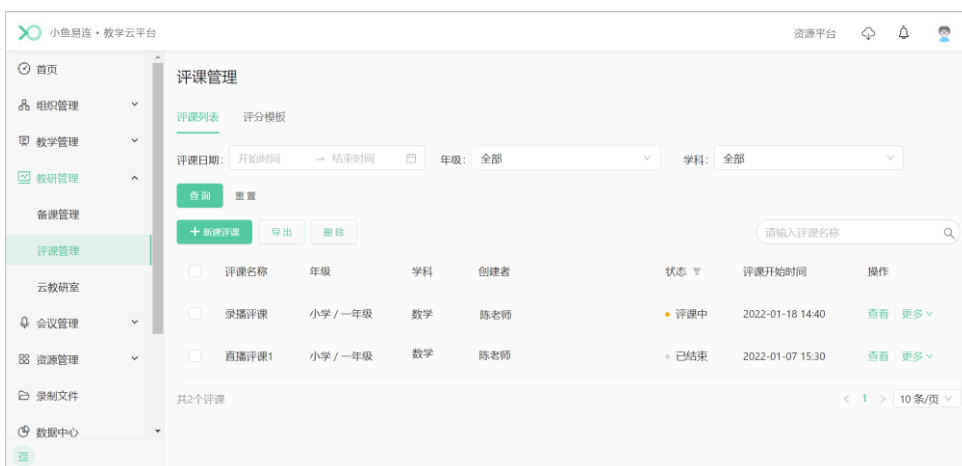 小鱼易连·教学云平台
资源平台
首页
组织管理
教学管理
教研管理
备课管理
评课管理
云教研室
会议管理
资源管理
录制文件
数据中心
评课管理
评课列表 评分模板
评课日期: 开始时间 → 结束时间 年级: 全部 学科: 全部
查询 重置
+ 新建评课 导出 删除 请输入评课名称
评课名称 年级 学科 创建者 状态 评课开始时间 操作
录播评课 小学 / 一年级 数学 陈老师 评课中 2022-01-18 14:40 查看 更多
直播评课1 小学 / 一年级 数学 陈老师 已结束 2022-01-07 15:30 查看 更多
共2个评课 < 1 > 10 条/页